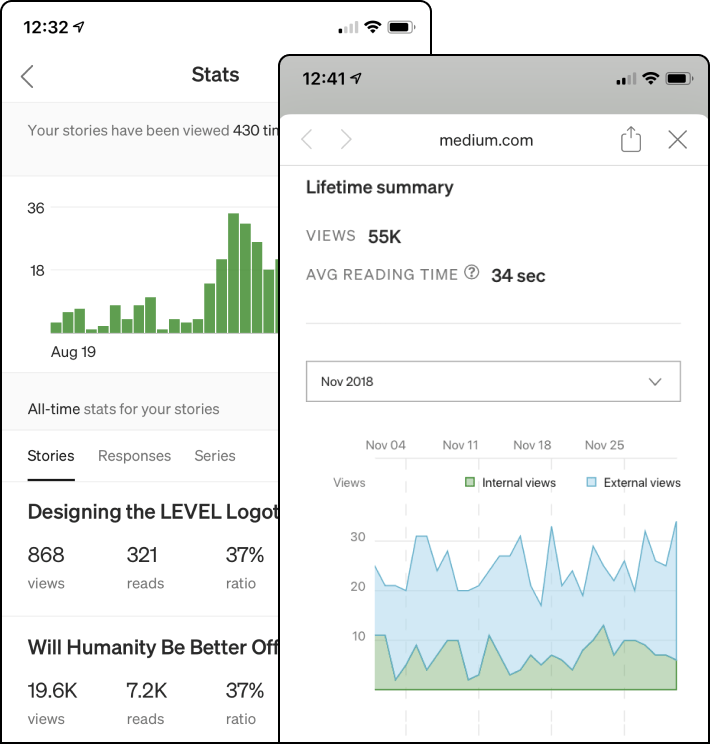 12:32
Stats
Your stories have been viewed 430
36
18
Aug 19
All-time stats for your stories
Stories Responses Series
Designing the LEVEL
868 321 37%
views reads ratio
Will Humanity Be Better Off
19.6K 7.2K 37%
views reads ratio
12:41
medium.com
Lifetime summary
VIEWS 55K
AVG READING TIME ? 34 sec
Nov 2018
Nov 04 Nov 11 Nov 18 Nov 25
Views Internal views External views
30
20
10